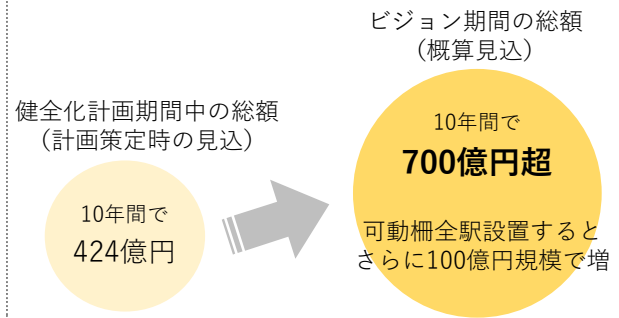 健全化計画期間中の総額
（計画策定時の見込）
10年間で
424億円
ビジョン期間の総額
（概算見込）
10年間で
700億円超
可動柵全駅設置すると
さらに100億円規模で増